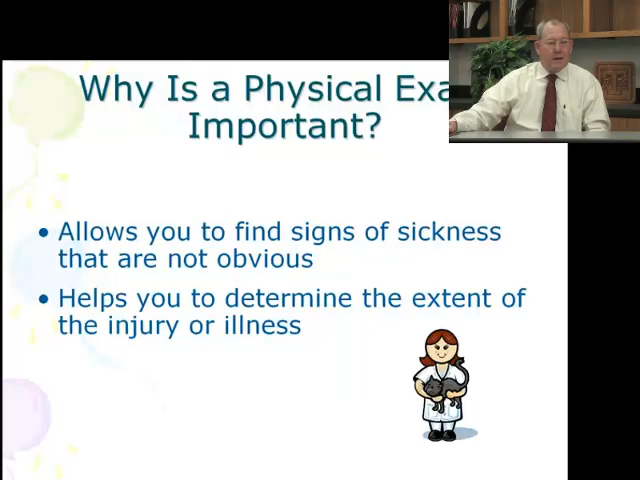 Why Is a Physical Exa
Important?
• Allows you to find signs of sickness
that are not obvious
• Helps you to determine the extent of
the injury or illness